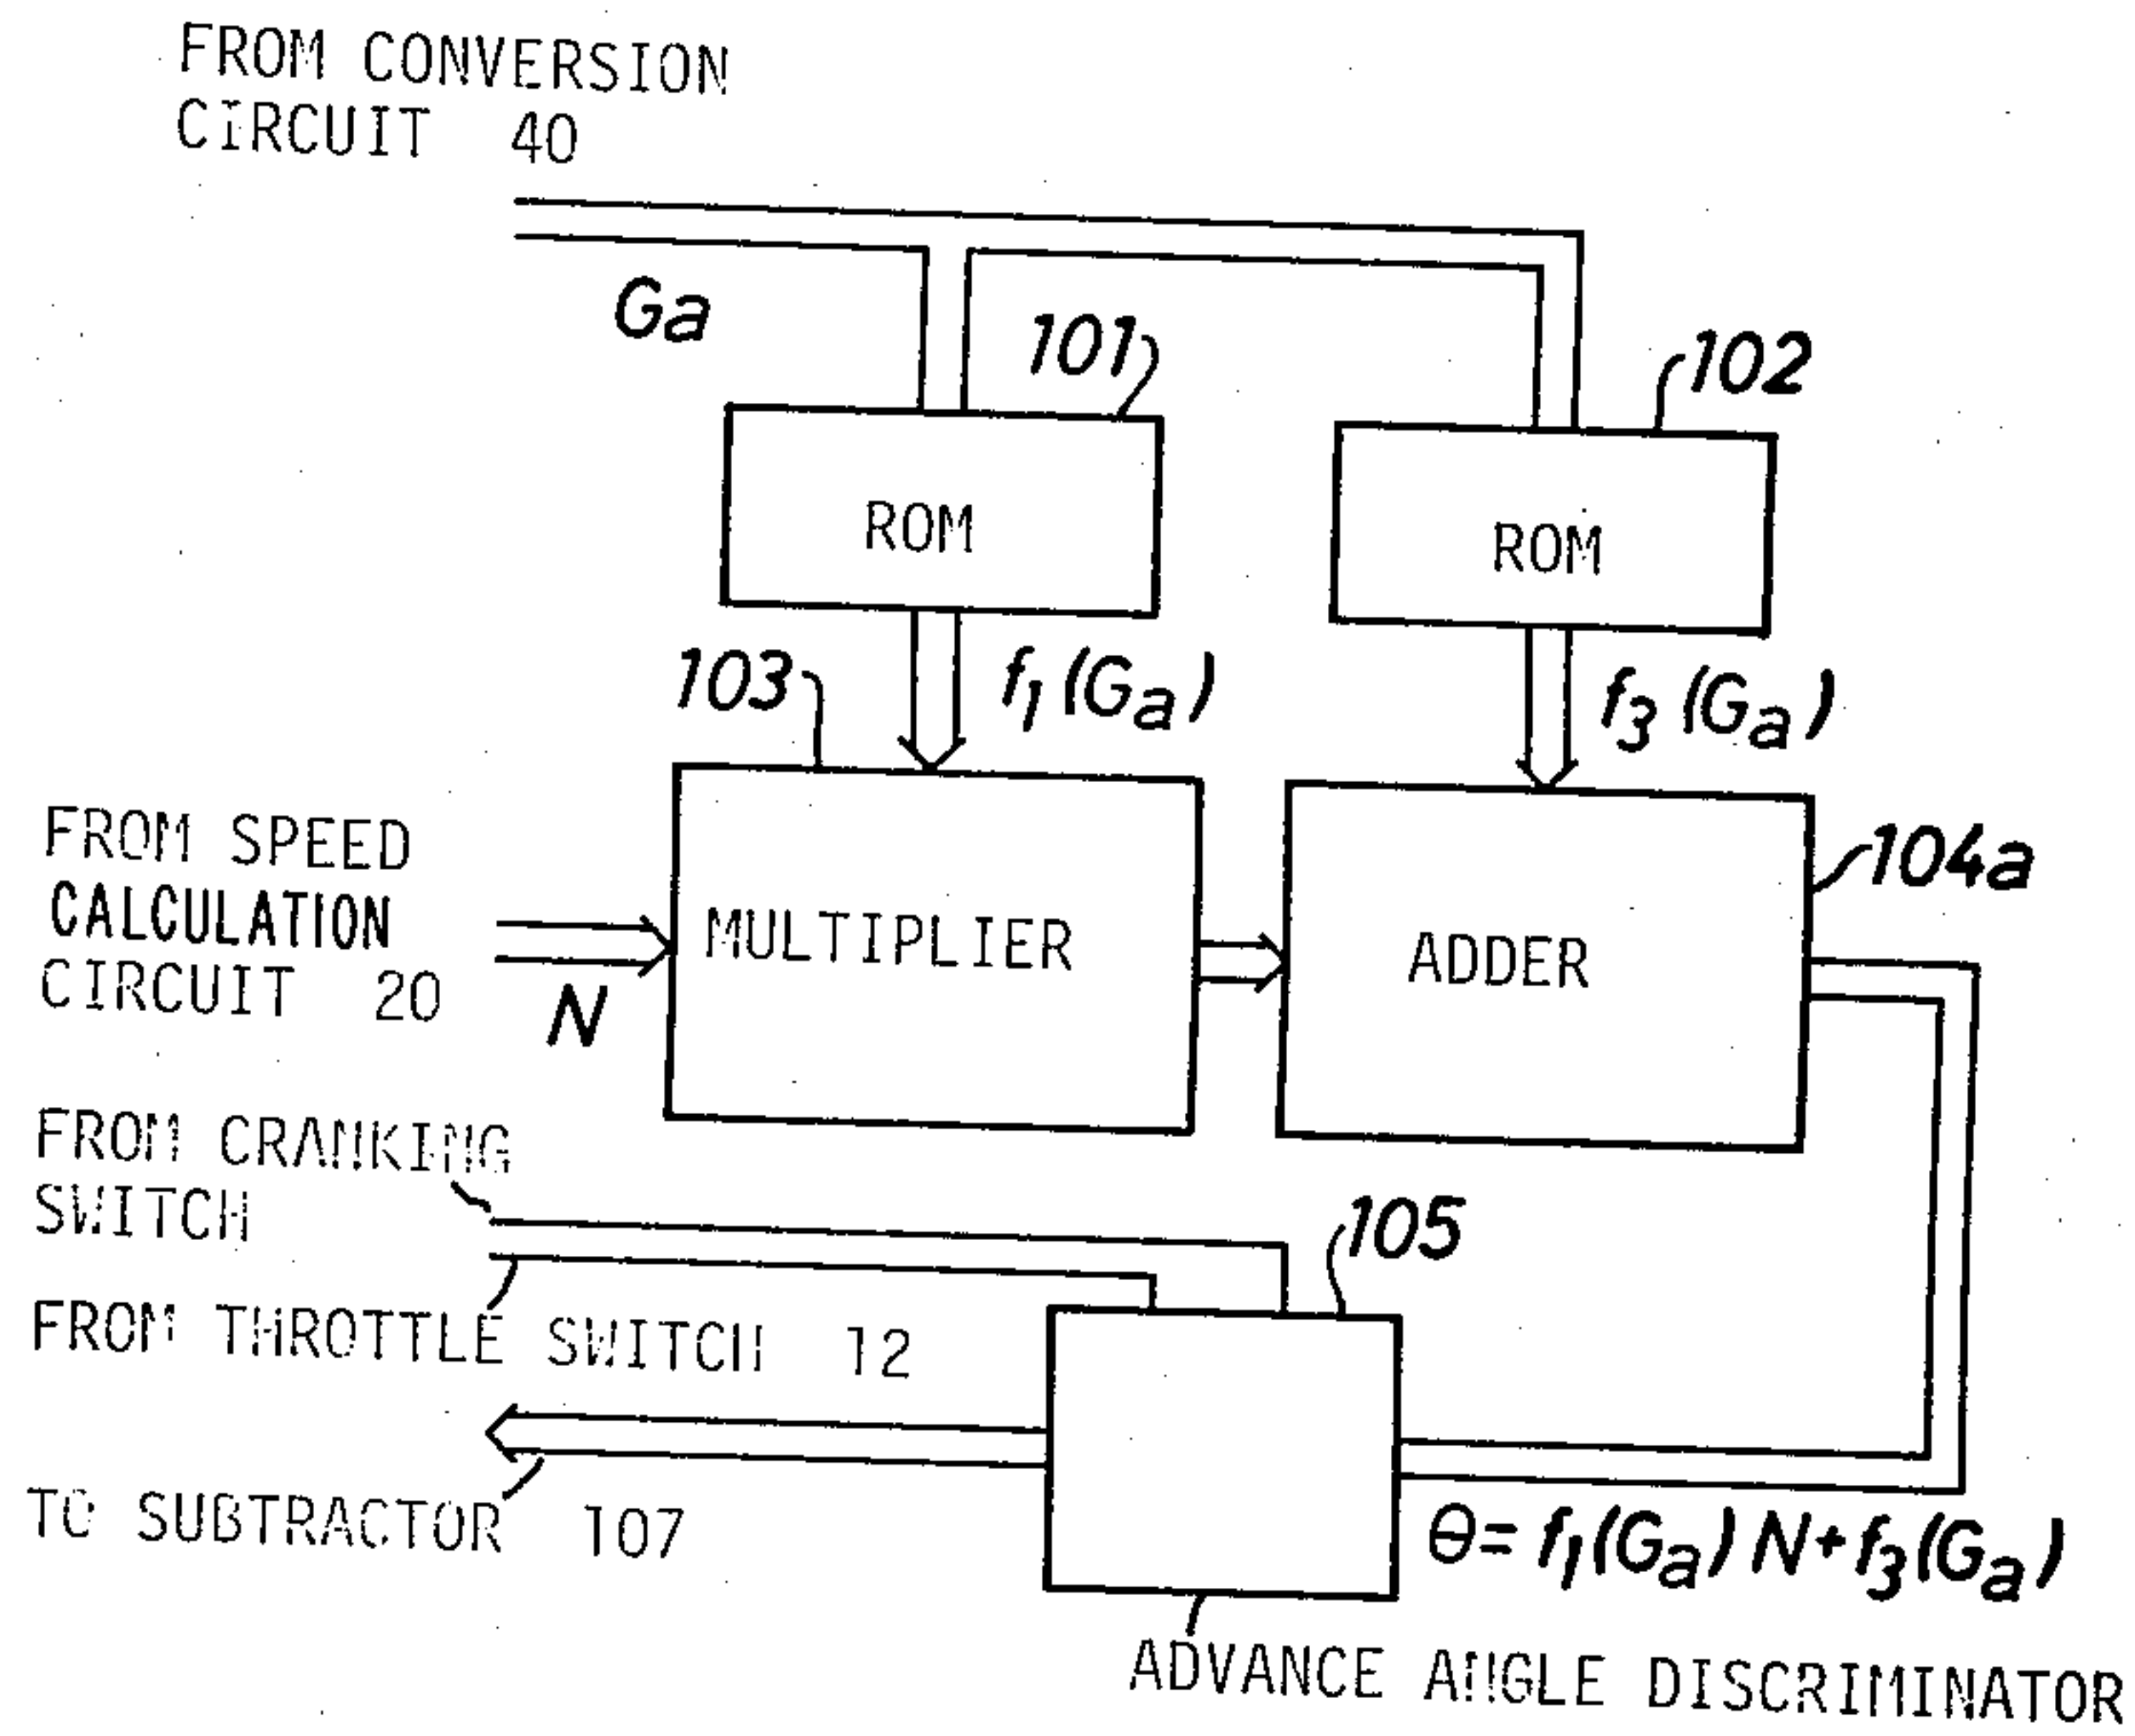 FROM CONVERSION
CIRCUIT 40
Ga
101
102
ROM
ROM
103
f1(Ga)
f3(Ga)
FROM SPEED
CALCULATION
CIRCUIT 20
N
MULTIPLIER
ADDER
104a
FROM CRANKING
SWITCH
105
FROM THROTTLE SWITCH 12
TO SUBTRACTOR 107
θ= f1(Ga) N+f3(Ga)
ADVANCE ANGLE DISCRIMINATOR